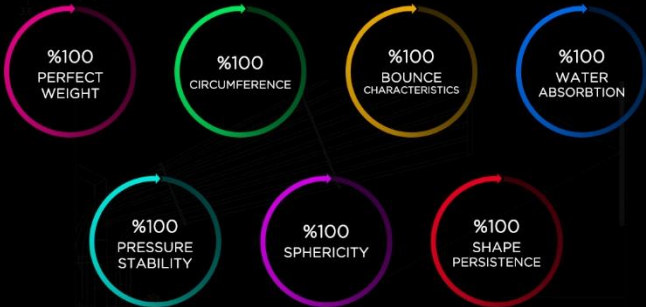 %100
PERFECT
WEIGHT
%100
CIRCUMFERENCE
%100
BOUNCE
CHARACTERISTICS
%100
WATER
ABSORBTION
%100
PRESSURE
STABILITY
%100
SPHERICITY
%100
SHAPE
PERSISTENCE